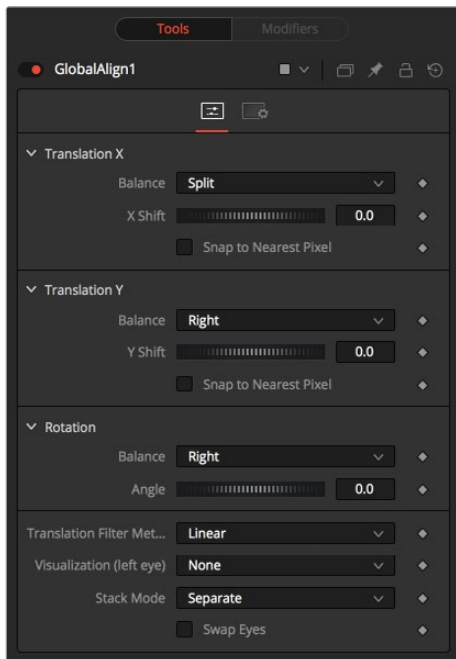 Tools Modifiers
GlobalAlign1
Translation X
Balance Split
X Shift 0.0
Snap to Nearest Pixel
Translation Y
Balance Right
Y Shift 0.0
Snap to Nearest Pixel
Rotation
Balance Right
Angle 0.0
Translation Filter Met... Linear
Visualization (left eye) None
Stack Mode Separate
Swap Eyes